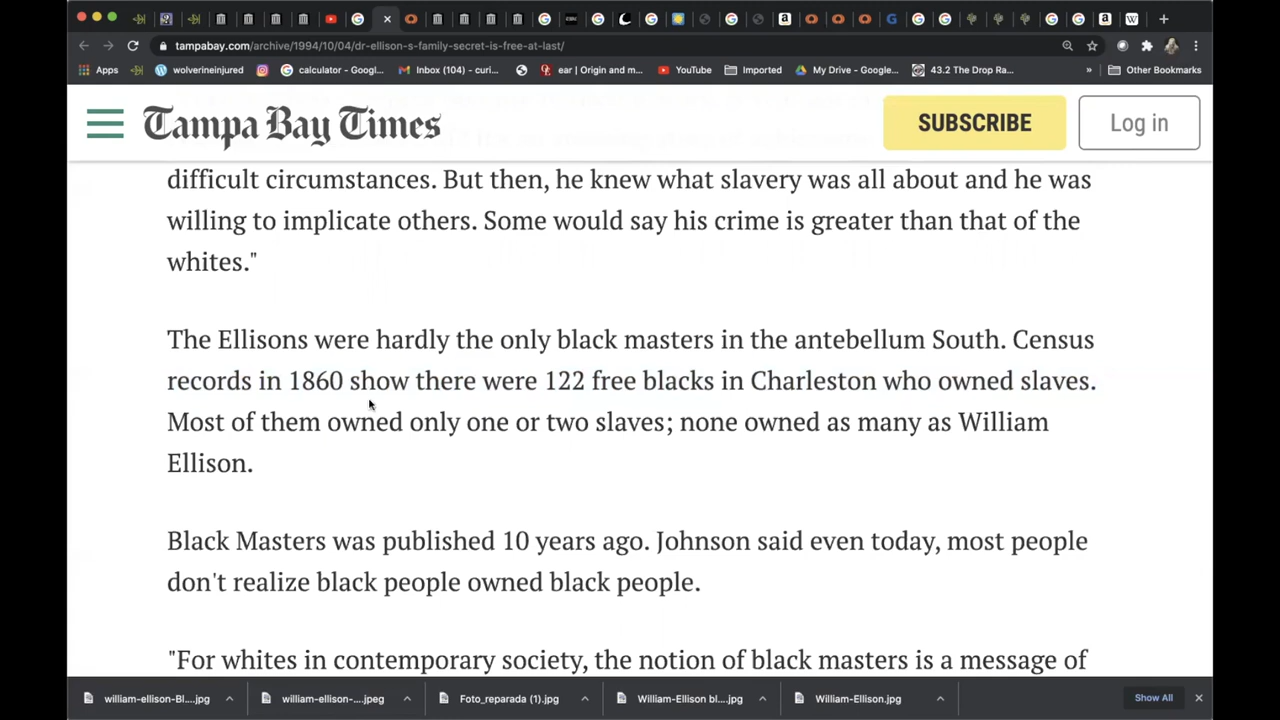 tampabay.com/archive/1994/10/04/dr-ellison-s-family-secret-is-free-at-last/
Apps
wolverineinjured
calculator - Googl...
Inbox (104) - curi...
ear | Origin and m...
YouTube
Imported
My Drive - Google...
43.2 The Drop Ra...
»
Other Bookmarks
Tampa Bay Times
SUBSCRIBE
Log in
difficult circumstances. But then, he knew what slavery was all about and he was
willing to implicate others. Some would say his crime is greater than that of the
whites."
The Ellisons were hardly the only black masters in the antebellum South. Census
records in 1860 show there were 122 free blacks in Charleston who owned slaves.
Most of them owned only one or two slaves; none owned as many as William
Ellison.
Black Masters was published 10 years ago. Johnson said even today, most people
don't realize black people owned black people.
"For whites in contemporary society, the notion of black masters is a message of
william-ellison-Bl....jpg
william-ellison-....jpeg
Foto_reparada (1).jpg
William-Ellison bl....jpg
William-Ellison.jpg
Show All